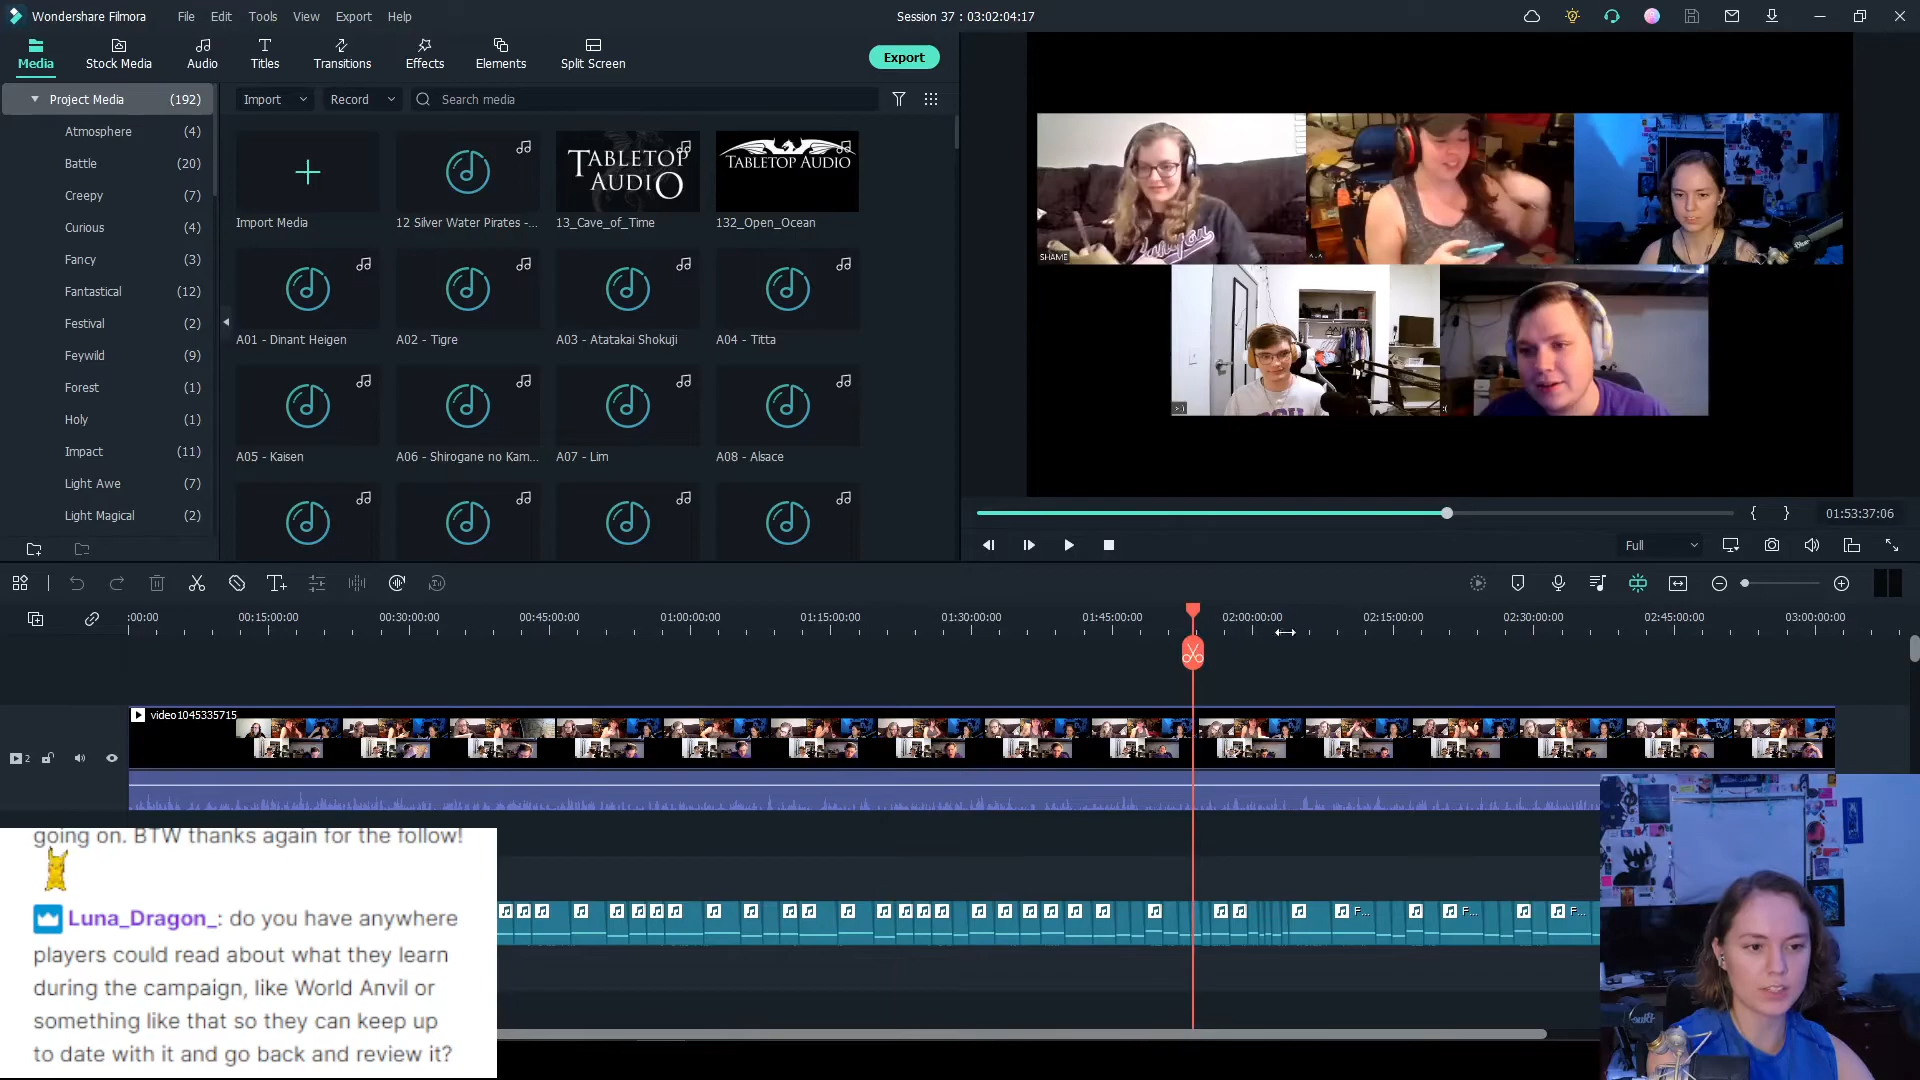 Wondershare Filmora
File
Edit
Tools
View
Export
Help
Session 37 : 03:02:04:17
Media
Stock Media
Audio
Titles
Transitions
Effects
Elements
Split Screen
Export
Project Media (192)
Import
Record
Search media
Atmosphere (4)
Battle (20)
Creepy (7)
Curious (4)
Fancy (3)
Fantastical (12)
Festival (2)
Feywild (9)
Forest (1)
Holy (1)
Impact (11)
Light Awe (7)
Light Magical (2)
TABLETOP AUDIO
TABLETOP AUDIO
Import Media
12 Silver Water Pirates -...
13_Cave_of_Time
132_Open_Ocean
A01 - Dinant Heigen
A02 - Tigre
A03 - Atatakai Shokuji
A04 - Titta
A05 - Kaisen
A06 - Shirogane no Kam...
A07 - Lim
A08 - Alsace
SHAME
^-^
>:)
:(
{ } 01:53:37:06
Full
:00:00
00:15:00:00
00:30:00:00
00:45:00:00
01:00:00:00
01:15:00:00
01:30:00:00
01:45:00:00
02:00:00:00
02:15:00:00
02:30:00:00
02:45:00:00
03:00:00:00
video1045335715
2
F...
F...
F...
going on. BTW thanks again for the follow!
Luna_Dragon_: do you have anywhere
players could read about what they learn
during the campaign, like World Anvil or
something like that so they can keep up
to date with it and go back and review it?